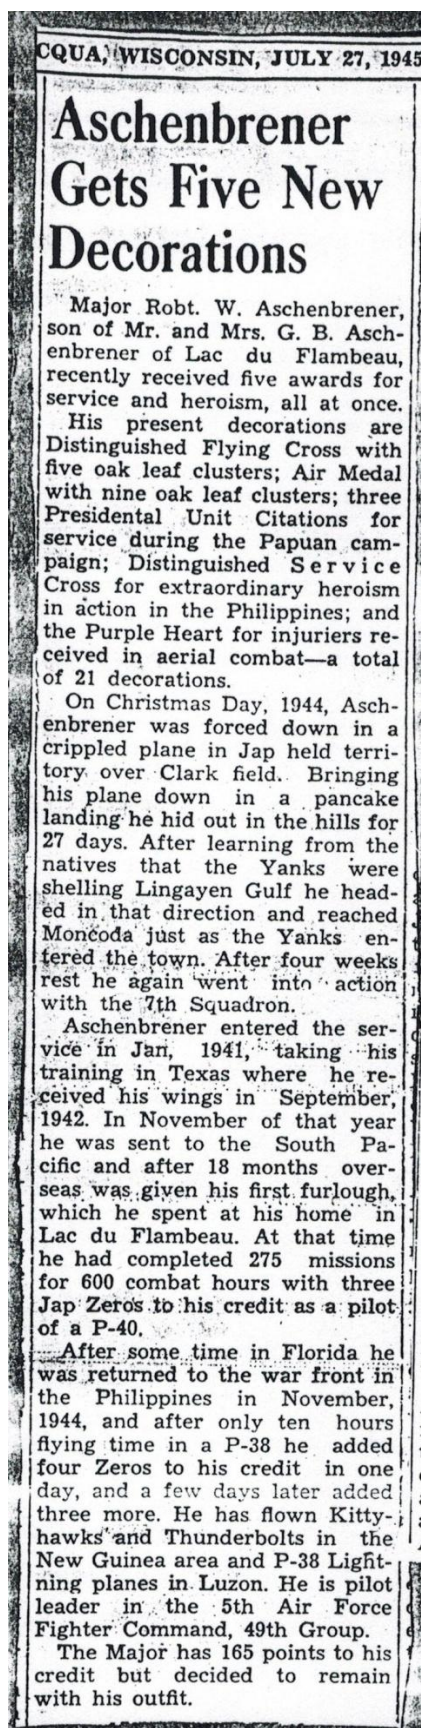 CQUA, WISCONSIN, JULY 27, 1945
Aschenbrener
Gets Five New
Decorations
Major Robt. W. Aschenbrener,
son of Mr. and Mrs. G. B. Asch-
enbrener of Lac du Flambeau,
recently received five awards for
service and heroism, all at once.
His present decorations are
Distinguished Flying Cross with
five oak leaf clusters; Air Medal
with nine oak leaf clusters; three
Presidental Unit Citations for
service during the Papuan cam-
paign; Distinguished Service
Cross for extraordinary heroism
in action in the Philippines; and
the Purple Heart for injuriers re-
ceived in aerial combat—a total
of 21 decorations.
On Christmas Day, 1944, Asch-
enbrener was forced down in a
crippled plane in Jap held terri-
tory over Clark field. Bringing
his plane down in a pancake
landing he hid out in the hills for
27 days. After learning from the
natives that the Yanks were
shelling Lingayen Gulf he head-
ed in that direction and reached
Moncoda just as the Yanks en-
tered the town. After four weeks
rest he again went into action
with the 7th Squadron.
Aschenbrener entered the ser-
vice in Jan, 1941, taking his
training in Texas where he re-
ceived his wings in September,
1942. In November of that year
he was sent to the South Pa-
cific and after 18 months over-
seas was given his first furlough,
which he spent at his home in
Lac du Flambeau. At that time
he had completed 275 missions
for 600 combat hours with three
Jap Zeros to his credit as a pilot
of a P-40.
After some time in Florida he
was returned to the war front in
the Philippines in November,
1944, and after only ten hours
flying time in a P-38 he added
four Zeros to his credit in one
day, and a few days later added
three more. He has flown Kitty-
hawks and Thunderbolts in the
New Guinea area and P-38 Light-
ning planes in Luzon. He is pilot
leader in the 5th Air Force
Fighter Command, 49th Group.
The Major has 165 points to his
credit but decided to remain
with his outfit.